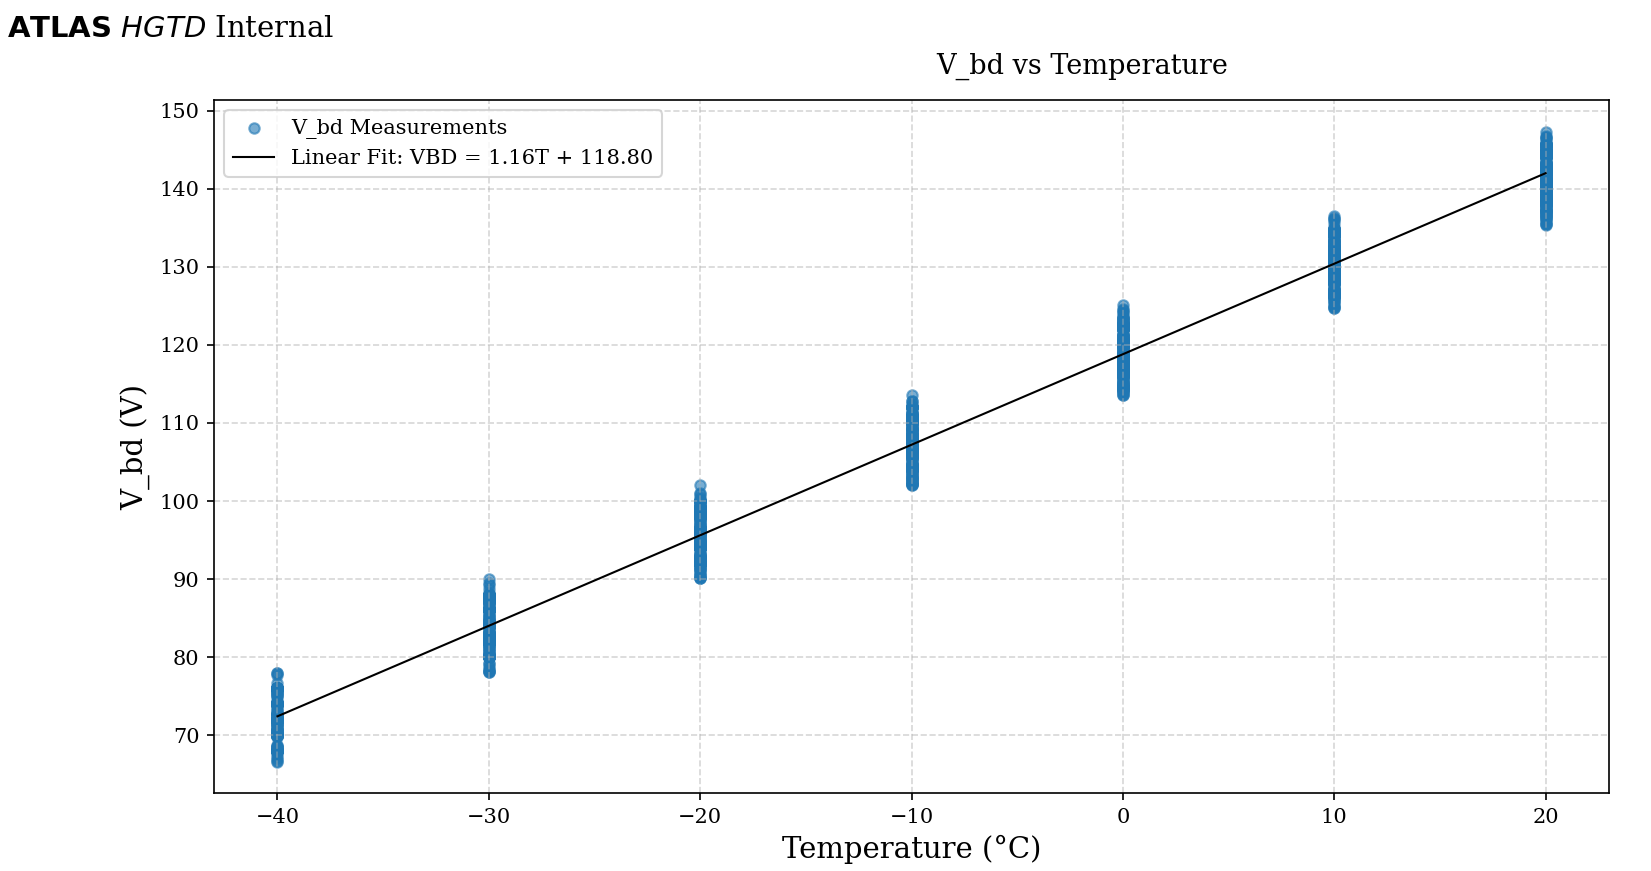 ATLAS HGTD Internal
V_bd vs Temperature
V_bd Measurements
Linear Fit: VBD = 1.16T + 118.80
V_bd (V)
150
140
130
120
110
100
90
80
70
−40 −30 −20 −10 0 10 20
Temperature (°C)